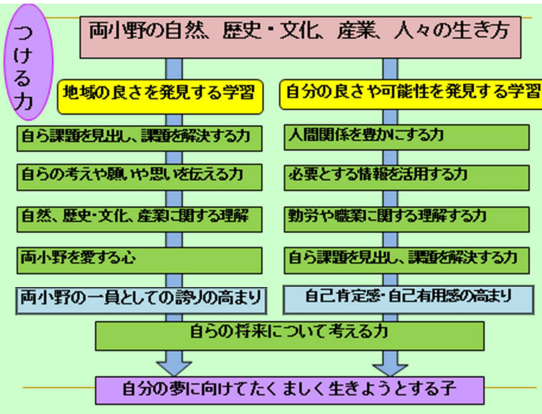 つける力
両小野の自然、歴史・文化、産業、人々の生き方
地域の良さを発見する学習
自ら課題を見出し、課題を解決する力
自らの考えや願いや思いを伝える力
自然、歴史・文化、産業に関する理解
両小野を愛する心
両小野の一員としての誇りの高まり
自分の良さや可能性を発見する学習
人間関係を豊かにする力
必要とする情報を活用する力
勤労や職業に関する理解する力
自ら課題を見出し、課題を解決する力
自己肯定感・自己有用感の高まり
自らの将来について考える力
自分の夢に向けてたくましく生きようとする子